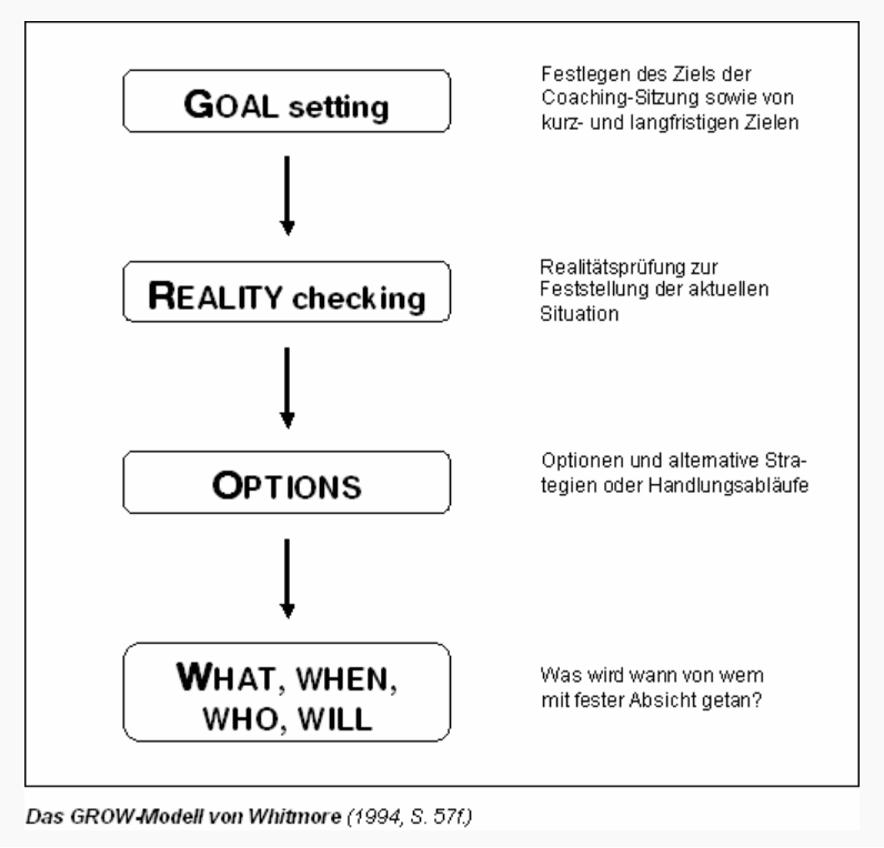 GOAL setting
Festlegen des Ziels der
Coaching-Sitzung sowie von
kurz- und langfristigen Zielen
REALITY checking
Realitätsprüfung zur
Feststellung der aktuellen
Situation
OPTIONS
Optionen und alternative Stra-
tegien oder Handlungsabläufe
WHAT, WHEN,
WHO, WILL
Was wird wann von wem
mit fester Absicht getan?
Das GROW-Modell von Whitmore (1994, S. 57f.)